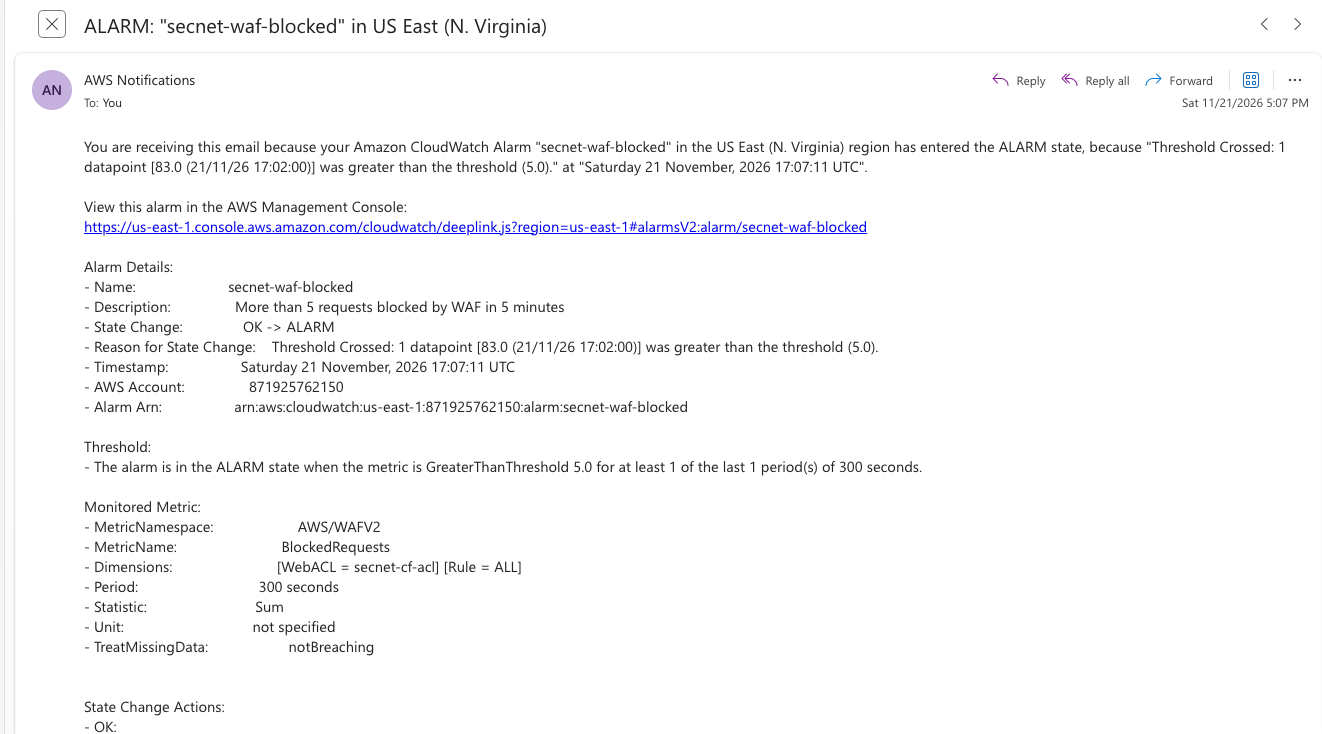 ALARM: "secnet-waf-blocked" in US East (N. Virginia)
AN
AWS Notifications
To: You
Reply
Reply all
Forward
Sat 11/21/2026 5:07 PM
You are receiving this email because your Amazon CloudWatch Alarm "secnet-waf-blocked" in the US East (N. Virginia) region has entered the ALARM state, because "Threshold Crossed: 1
datapoint [83.0 (21/11/26 17:02:00)] was greater than the threshold (5.0)." at "Saturday 21 November, 2026 17:07:11 UTC".
View this alarm in the AWS Management Console:
https://us-east-1.console.aws.amazon.com/cloudwatch/deeplink.js?region=us-east-1#alarmsV2:alarm/secnet-waf-blocked
Alarm Details:
- Name: secnet-waf-blocked
- Description: More than 5 requests blocked by WAF in 5 minutes
- State Change: OK -> ALARM
- Reason for State Change: Threshold Crossed: 1 datapoint [83.0 (21/11/26 17:02:00)] was greater than the threshold (5.0).
- Timestamp: Saturday 21 November, 2026 17:07:11 UTC
- AWS Account: 871925762150
- Alarm Arn: arn:aws:cloudwatch:us-east-1:871925762150:alarm:secnet-waf-blocked
Threshold:
- The alarm is in the ALARM state when the metric is GreaterThanThreshold 5.0 for at least 1 of the last 1 period(s) of 300 seconds.
Monitored Metric:
- MetricNamespace: AWS/WAFV2
- MetricName: BlockedRequests
- Dimensions: [WebACL = secnet-cf-acl] [Rule = ALL]
- Period: 300 seconds
- Statistic: Sum
- Unit: not specified
- TreatMissingData: notBreaching
State Change Actions:
- OK: